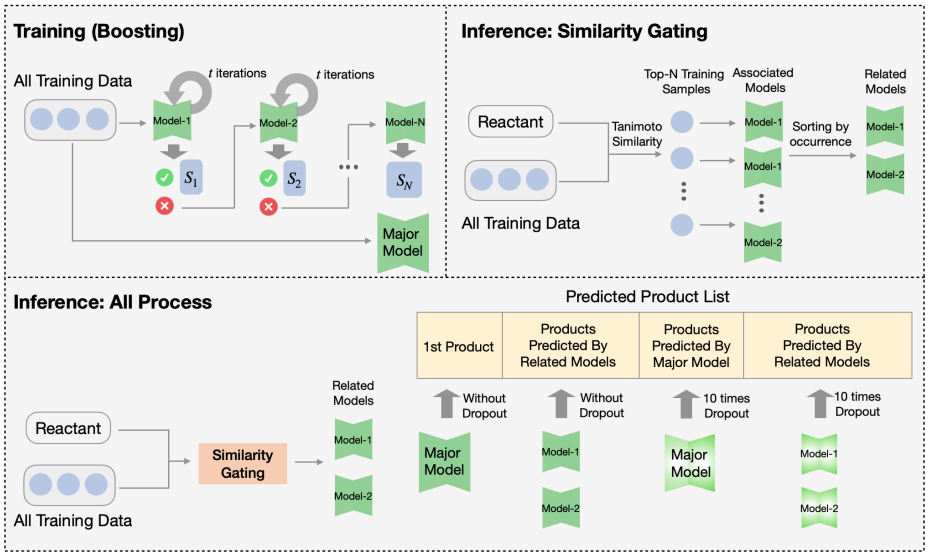 Training (Boosting)
All Training Data
t iterations
t iterations
Model-1
Model-2
Model-N
S1
S2
SN
Major
Model
Inference: Similarity Gating
Reactant
All Training Data
Tanimoto
Similarity
Top-N Training
Samples
Associated
Models
Related
Models
Model-1
Model-1
Model-2
Sorting by
occurrence
Model-1
Model-2
Inference: All Process
Reactant
All Training Data
Similarity
Gating
Related
Models
Model-1
Model-2
Predicted Product List
1st Product
Products
Predicted By
Related Models
Products
Predicted By
Major Model
Products
Predicted By
Related Models
Without
Dropout
Without
Dropout
10 times
Dropout
10 times
Dropout
Major
Model
Model-1
Model-2
Major
Model
Model-1
Model-2